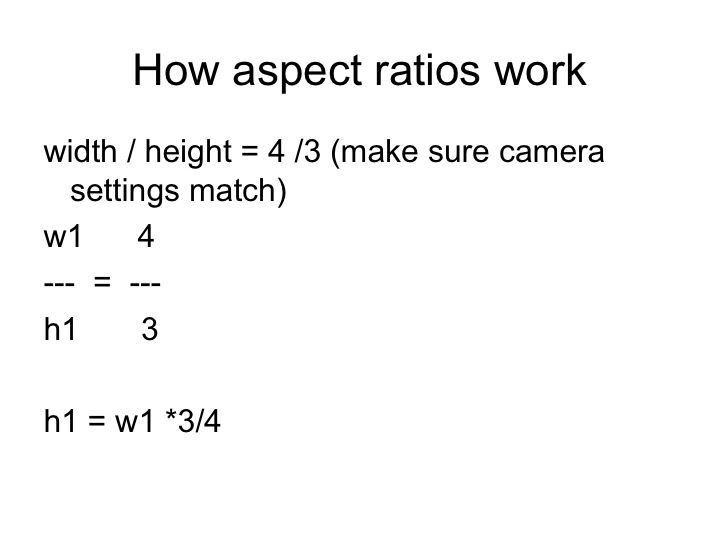 How aspect ratios work
width / height = 4 /3 (make sure camera
settings match)
w1 4
--- = ---
h1 3
h1 = w1 *3/4